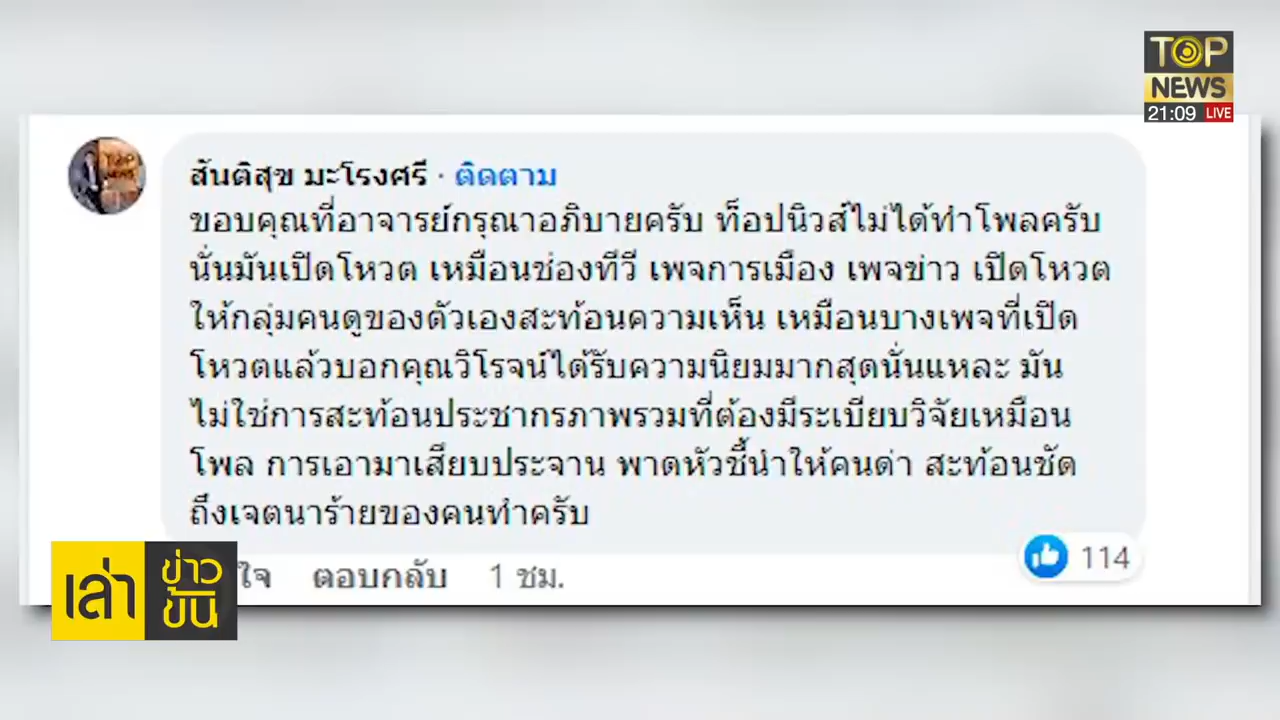 TOP
NEWS
21:09 LIVE
สันติสุข มะโรงศรี · ติดตาม
ขอบคุณที่อาจารย์กรุณาอภิบายครับ ท็อปนิวส์ไม่ได้ทำโพลครับ
นั่นมันเปิดโหวต เหมือนช่องทีวี เพจการเมือง เพจข่าว เปิดโหวต
ให้กลุ่มคนดูของตัวเองสะท้อนความเห็น เหมือนบางเพจที่เปิด
โหวตแล้วบอกคุณวิโรจน์ได้รับความนิยมมากสุดนั่นแหละ มัน
ไม่ใช่การสะท้อนประชากรภาพรวมที่ต้องมีระเบียบวิจัยเหมือน
โพล การเอามาเสียบประจาน พาดหัวชี้นำให้คนด่า สะท้อนชัด
ถึงเจตนาร้ายของคนทำครับ
ใจ ตอบกลับ 1 ชม.
114
เล่า ข่าว
ข้น